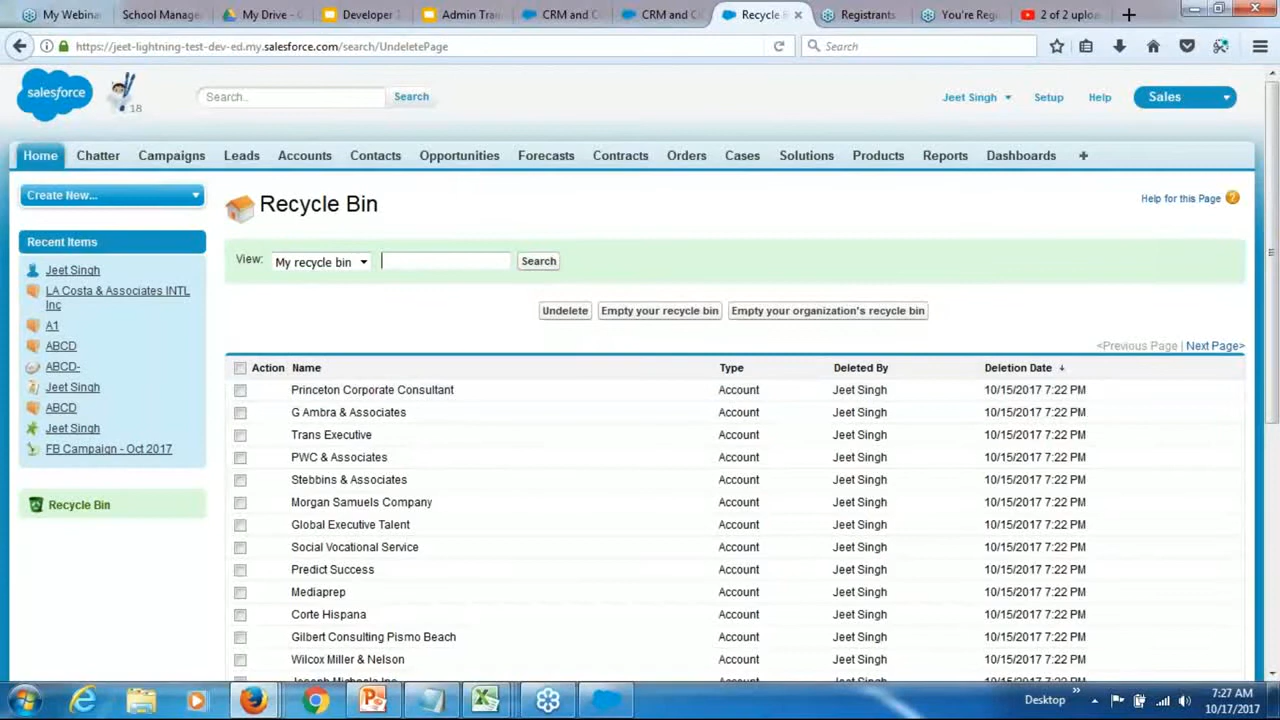 My Webina
School Manage
My Drive - G
Developer T
Admin Trai
CRM and C
CRM and C
Recycle B
Registrants
You're Regi
2 of 2 uploa
https://jeet-lightning-test-dev-ed.my.salesforce.com/search/UndeletePage
Search
salesforce
18
Search...
Search
Jeet Singh
Setup
Help
Sales
Home
Chatter
Campaigns
Leads
Accounts
Contacts
Opportunities
Forecasts
Contracts
Orders
Cases
Solutions
Products
Reports
Dashboards
+
Create New...
Recent Items
Jeet Singh
LA Costa & Associates INTL
Inc
A1
ABCD
ABCD-
Jeet Singh
ABCD
Jeet Singh
FB Campaign - Oct 2017
Recycle Bin
Recycle Bin
Help for this Page ?
View: My recycle bin Search
Undelete
Empty your recycle bin
Empty your organization's recycle bin
<Previous Page | Next Page>
Action Name Type Deleted By Deletion Date
Princeton Corporate Consultant Account Jeet Singh 10/15/2017 7:22 PM
G Ambra & Associates Account Jeet Singh 10/15/2017 7:22 PM
Trans Executive Account Jeet Singh 10/15/2017 7:22 PM
PWC & Associates Account Jeet Singh 10/15/2017 7:22 PM
Stebbins & Associates Account Jeet Singh 10/15/2017 7:22 PM
Morgan Samuels Company Account Jeet Singh 10/15/2017 7:22 PM
Global Executive Talent Account Jeet Singh 10/15/2017 7:22 PM
Social Vocational Service Account Jeet Singh 10/15/2017 7:22 PM
Predict Success Account Jeet Singh 10/15/2017 7:22 PM
Mediaprep Account Jeet Singh 10/15/2017 7:22 PM
Corte Hispana Account Jeet Singh 10/15/2017 7:22 PM
Gilbert Consulting Pismo Beach Account Jeet Singh 10/15/2017 7:22 PM
Wilcox Miller & Nelson Account Jeet Singh 10/15/2017 7:22 PM
Desktop
7:27 AM
10/17/2017